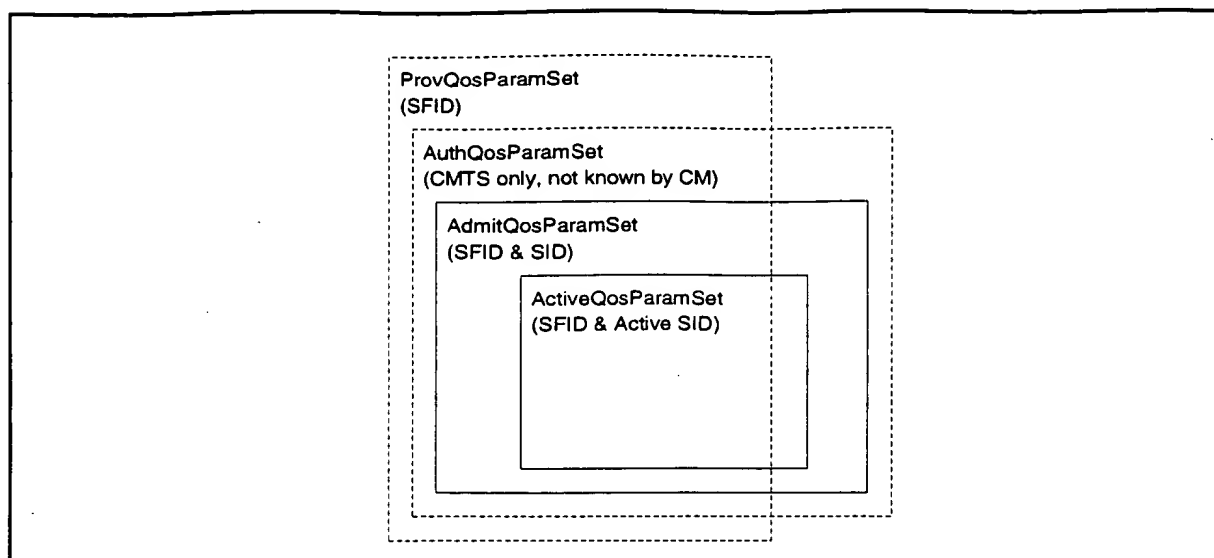 ProvQosParamSet
(SFID)
AuthQosParamSet
(CMTS only, not known by CM)
AdmitQosParamSet
(SFID & SID)
ActiveQosParamSet
(SFID & Active SID)